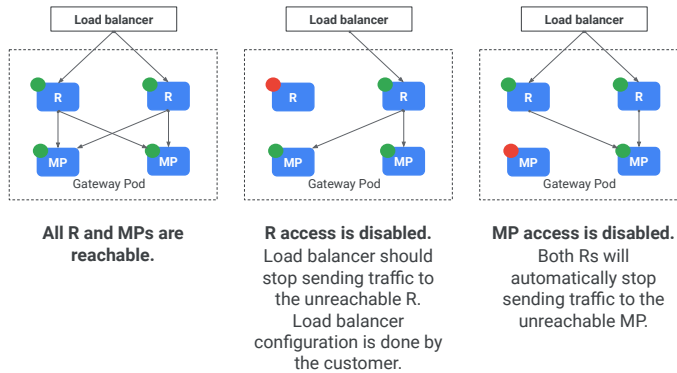 Load balancer
R
R
MP
MP
Gateway Pod
All R and MPs are
reachable.
Load balancer
R
R
MP
MP
Gateway Pod
R access is disabled.
Load balancer should
stop sending traffic to
the unreachable R.
Load balancer
configuration is done by
the customer.
Load balancer
R
R
MP
MP
Gateway Pod
MP access is disabled.
Both Rs will
automatically stop
sending traffic to the
unreachable MP.